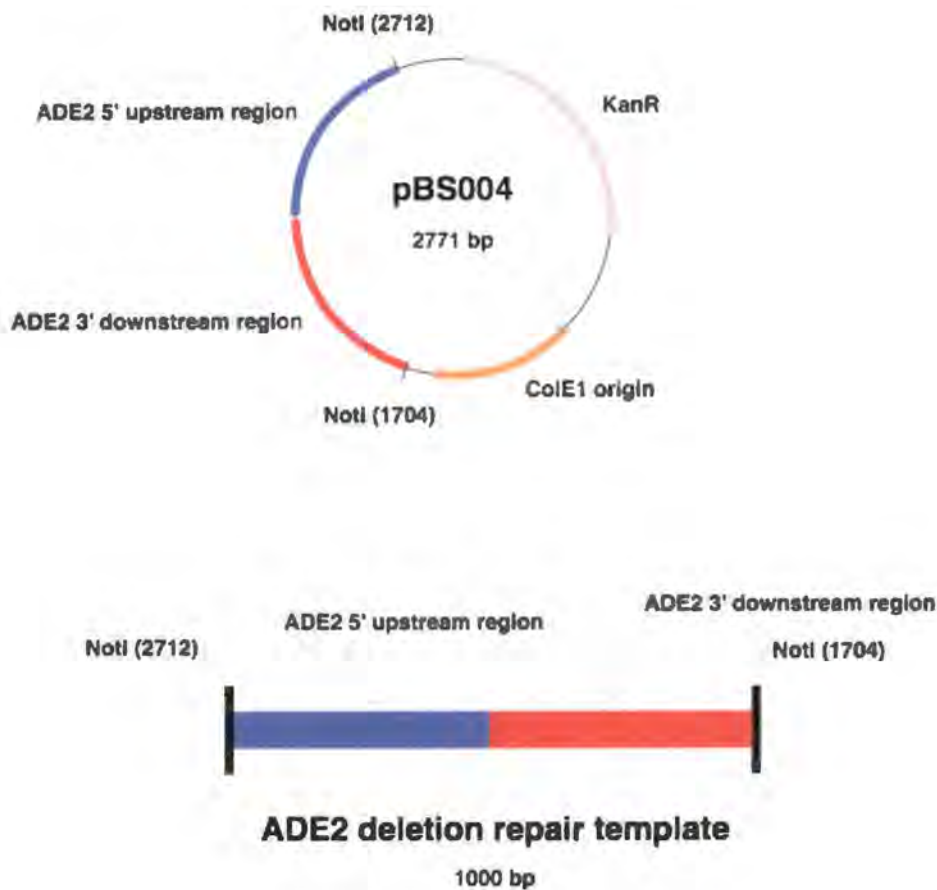 NotI (2712)
ADE2 5' upstream region
KanR
pBS004
2771 bp
ADE2 3' downstream region
ColE1 origin
NotI (1704)
ADE2 3' downstream region
ADE2 5' upstream region
NotI (2712)
NotI (1704)
ADE2 deletion repair template
1000 bp